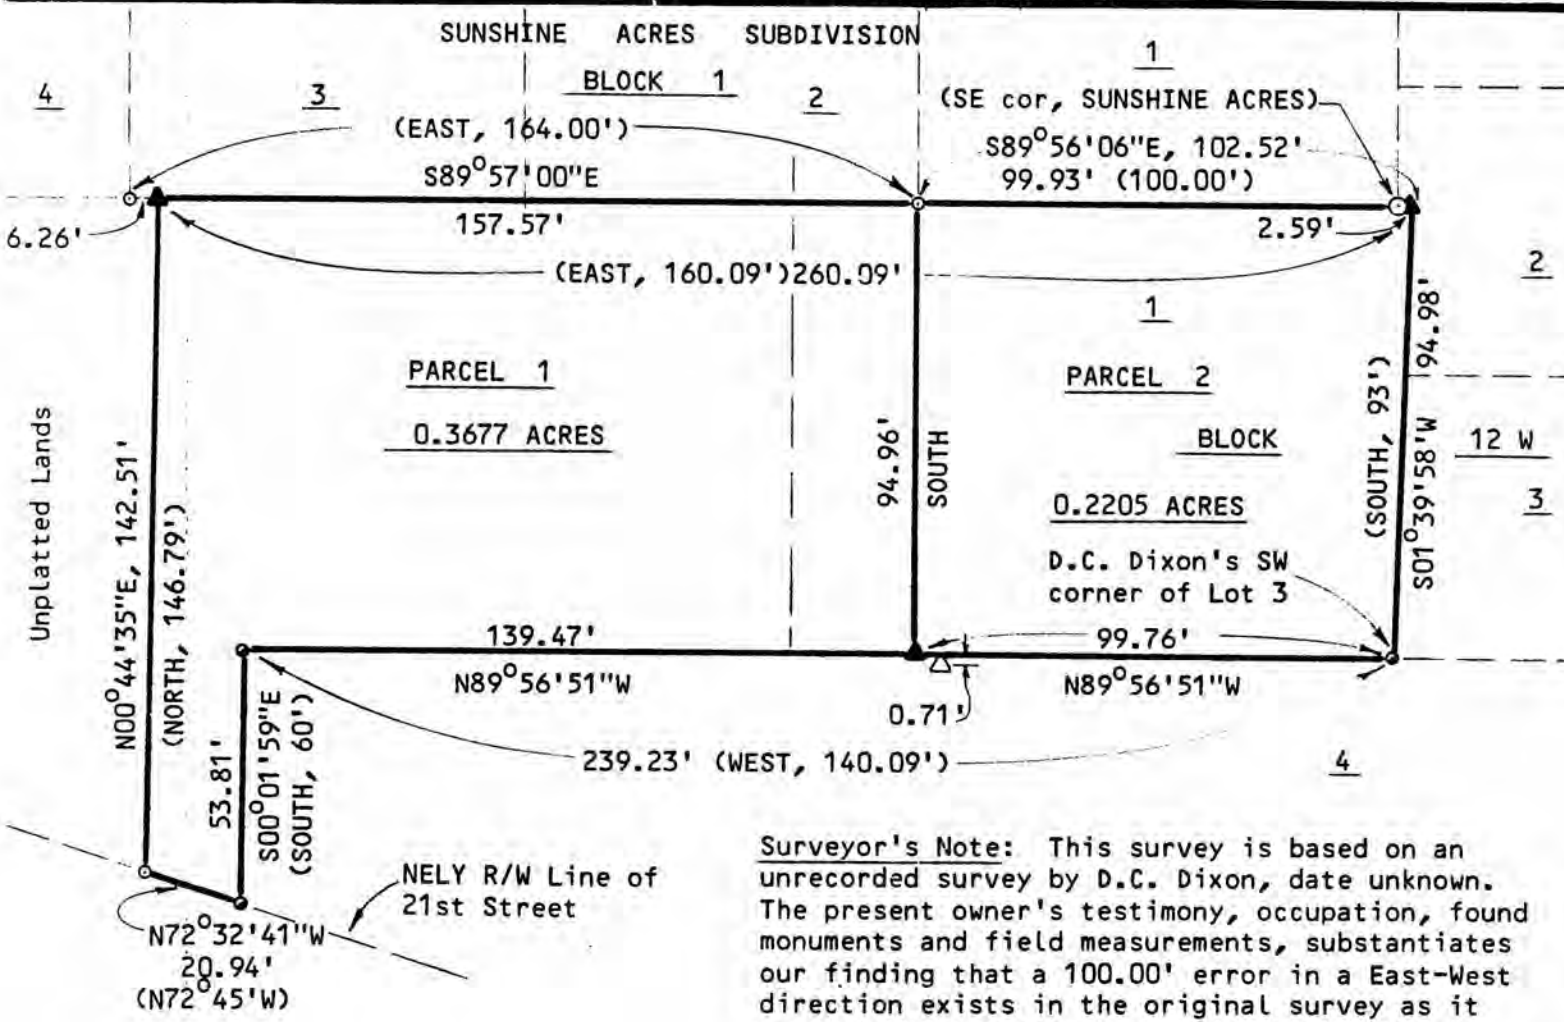 SUNSHINE ACRES SUBDIVISION
BLOCK 1
4
3
2
1
(SE cor, SUNSHINE ACRES)
(EAST, 164.00')
S89°57'00"E
S89°56'06"E, 102.52'
99.93' (100.00')
6.26'
157.57'
2.59'
(EAST, 160.09')260.09'
2
1
PARCEL 1
0.3677 ACRES
PARCEL 2
BLOCK
12 W
0.2205 ACRES
3
D.C. Dixon's SW
corner of Lot 3
Unplatted Lands
N00°44'35"E, 142.51'
(NORTH, 146.79')
94.96'
SOUTH
(SOUTH, 93')
S01°39'58"W
94.98'
139.47'
N89°56'51"W
99.76'
N89°56'51"W
0.71'
239.23' (WEST, 140.09')
4
53.81'
S00°01'59"E
(SOUTH, 60')
NELY R/W Line of
21st Street
N72°32'41"W
20.94'
(N72°45'W)
Surveyor's Note: This survey is based on an
unrecorded survey by D.C. Dixon, date unknown.
The present owner's testimony, occupation, found
monuments and field measurements, substantiates
our finding that a 100.00' error in a East-West
direction exists in the original survey as it